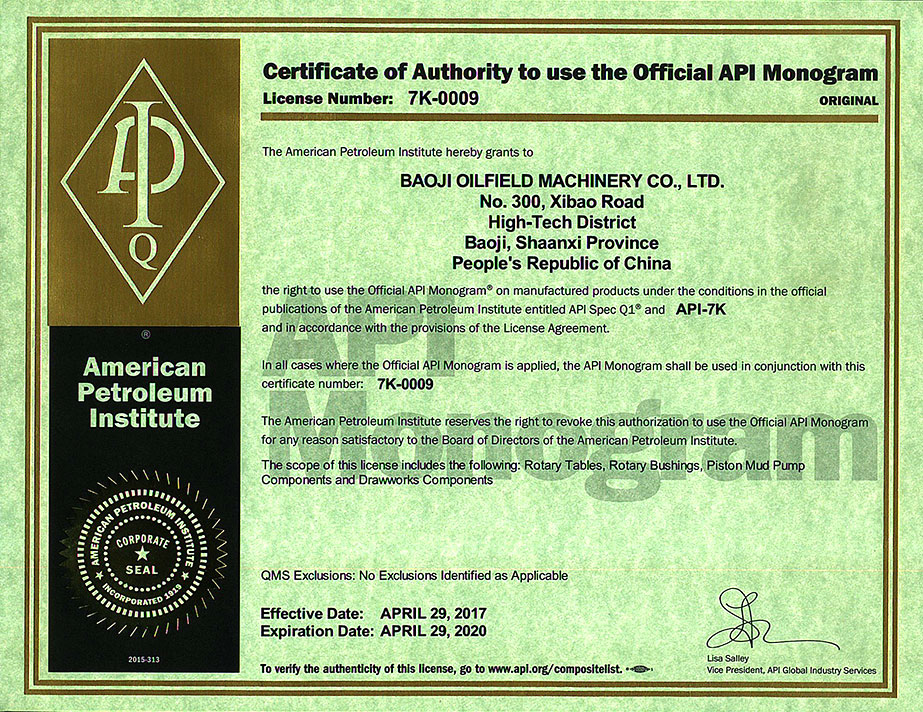 APIQ
®
American
Petroleum
Institute
AMERICAN PETROLEUM INSTITUTE
CORPORATE
SEAL
INCORPORATED 1919
2015-313
Certificate of Authority to use the Official API Monogram
License Number: 7K-0009
ORIGINAL
The American Petroleum Institute hereby grants to
BAOJI OILFIELD MACHINERY CO., LTD.
No. 300, Xibao Road
High-Tech District
Baoji, Shaanxi Province
People's Republic of China
the right to use the Official API Monogram® on manufactured products under the conditions in the official
publications of the American Petroleum Institute entitled API Spec Q1® and API-7K
and in accordance with the provisions of the License Agreement.
API
Monogram
In all cases where the Official API Monogram is applied, the API Monogram shall be used in conjunction with this
certificate number: 7K-0009
The American Petroleum Institute reserves the right to revoke this authorization to use the Official API Monogram
for any reason satisfactory to the Board of Directors of the American Petroleum Institute.
The scope of this license includes the following: Rotary Tables, Rotary Bushings, Piston Mud Pump
Components and Drawworks Components
QMS Exclusions: No Exclusions Identified as Applicable
Effective Date: APRIL 29, 2017
Expiration Date: APRIL 29, 2020
To verify the authenticity of this license, go to www.api.org/compositelist.
Lisa Salley
Vice President, API Global Industry Services